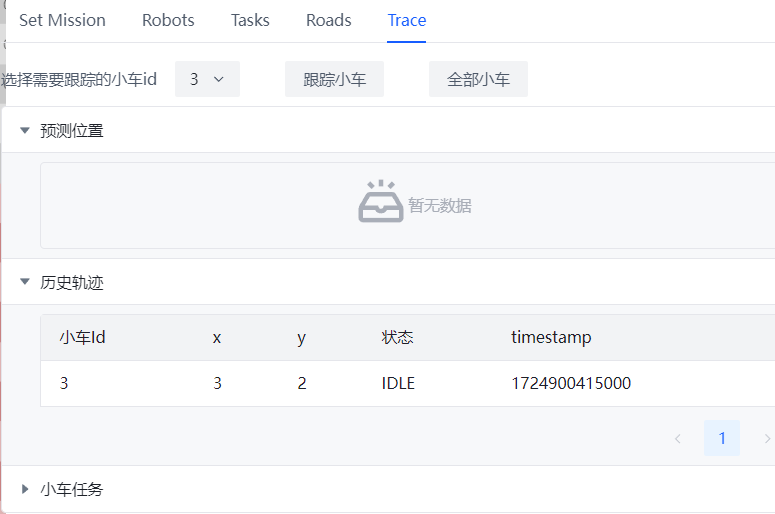 Set Mission Robots Tasks Roads Trace
选择需要跟踪的小车id 3 跟踪小车 全部小车
预测位置
暂无数据
历史轨迹
小车Id x y 状态 timestamp
3 3 2 IDLE 1724900415000
1
小车任务